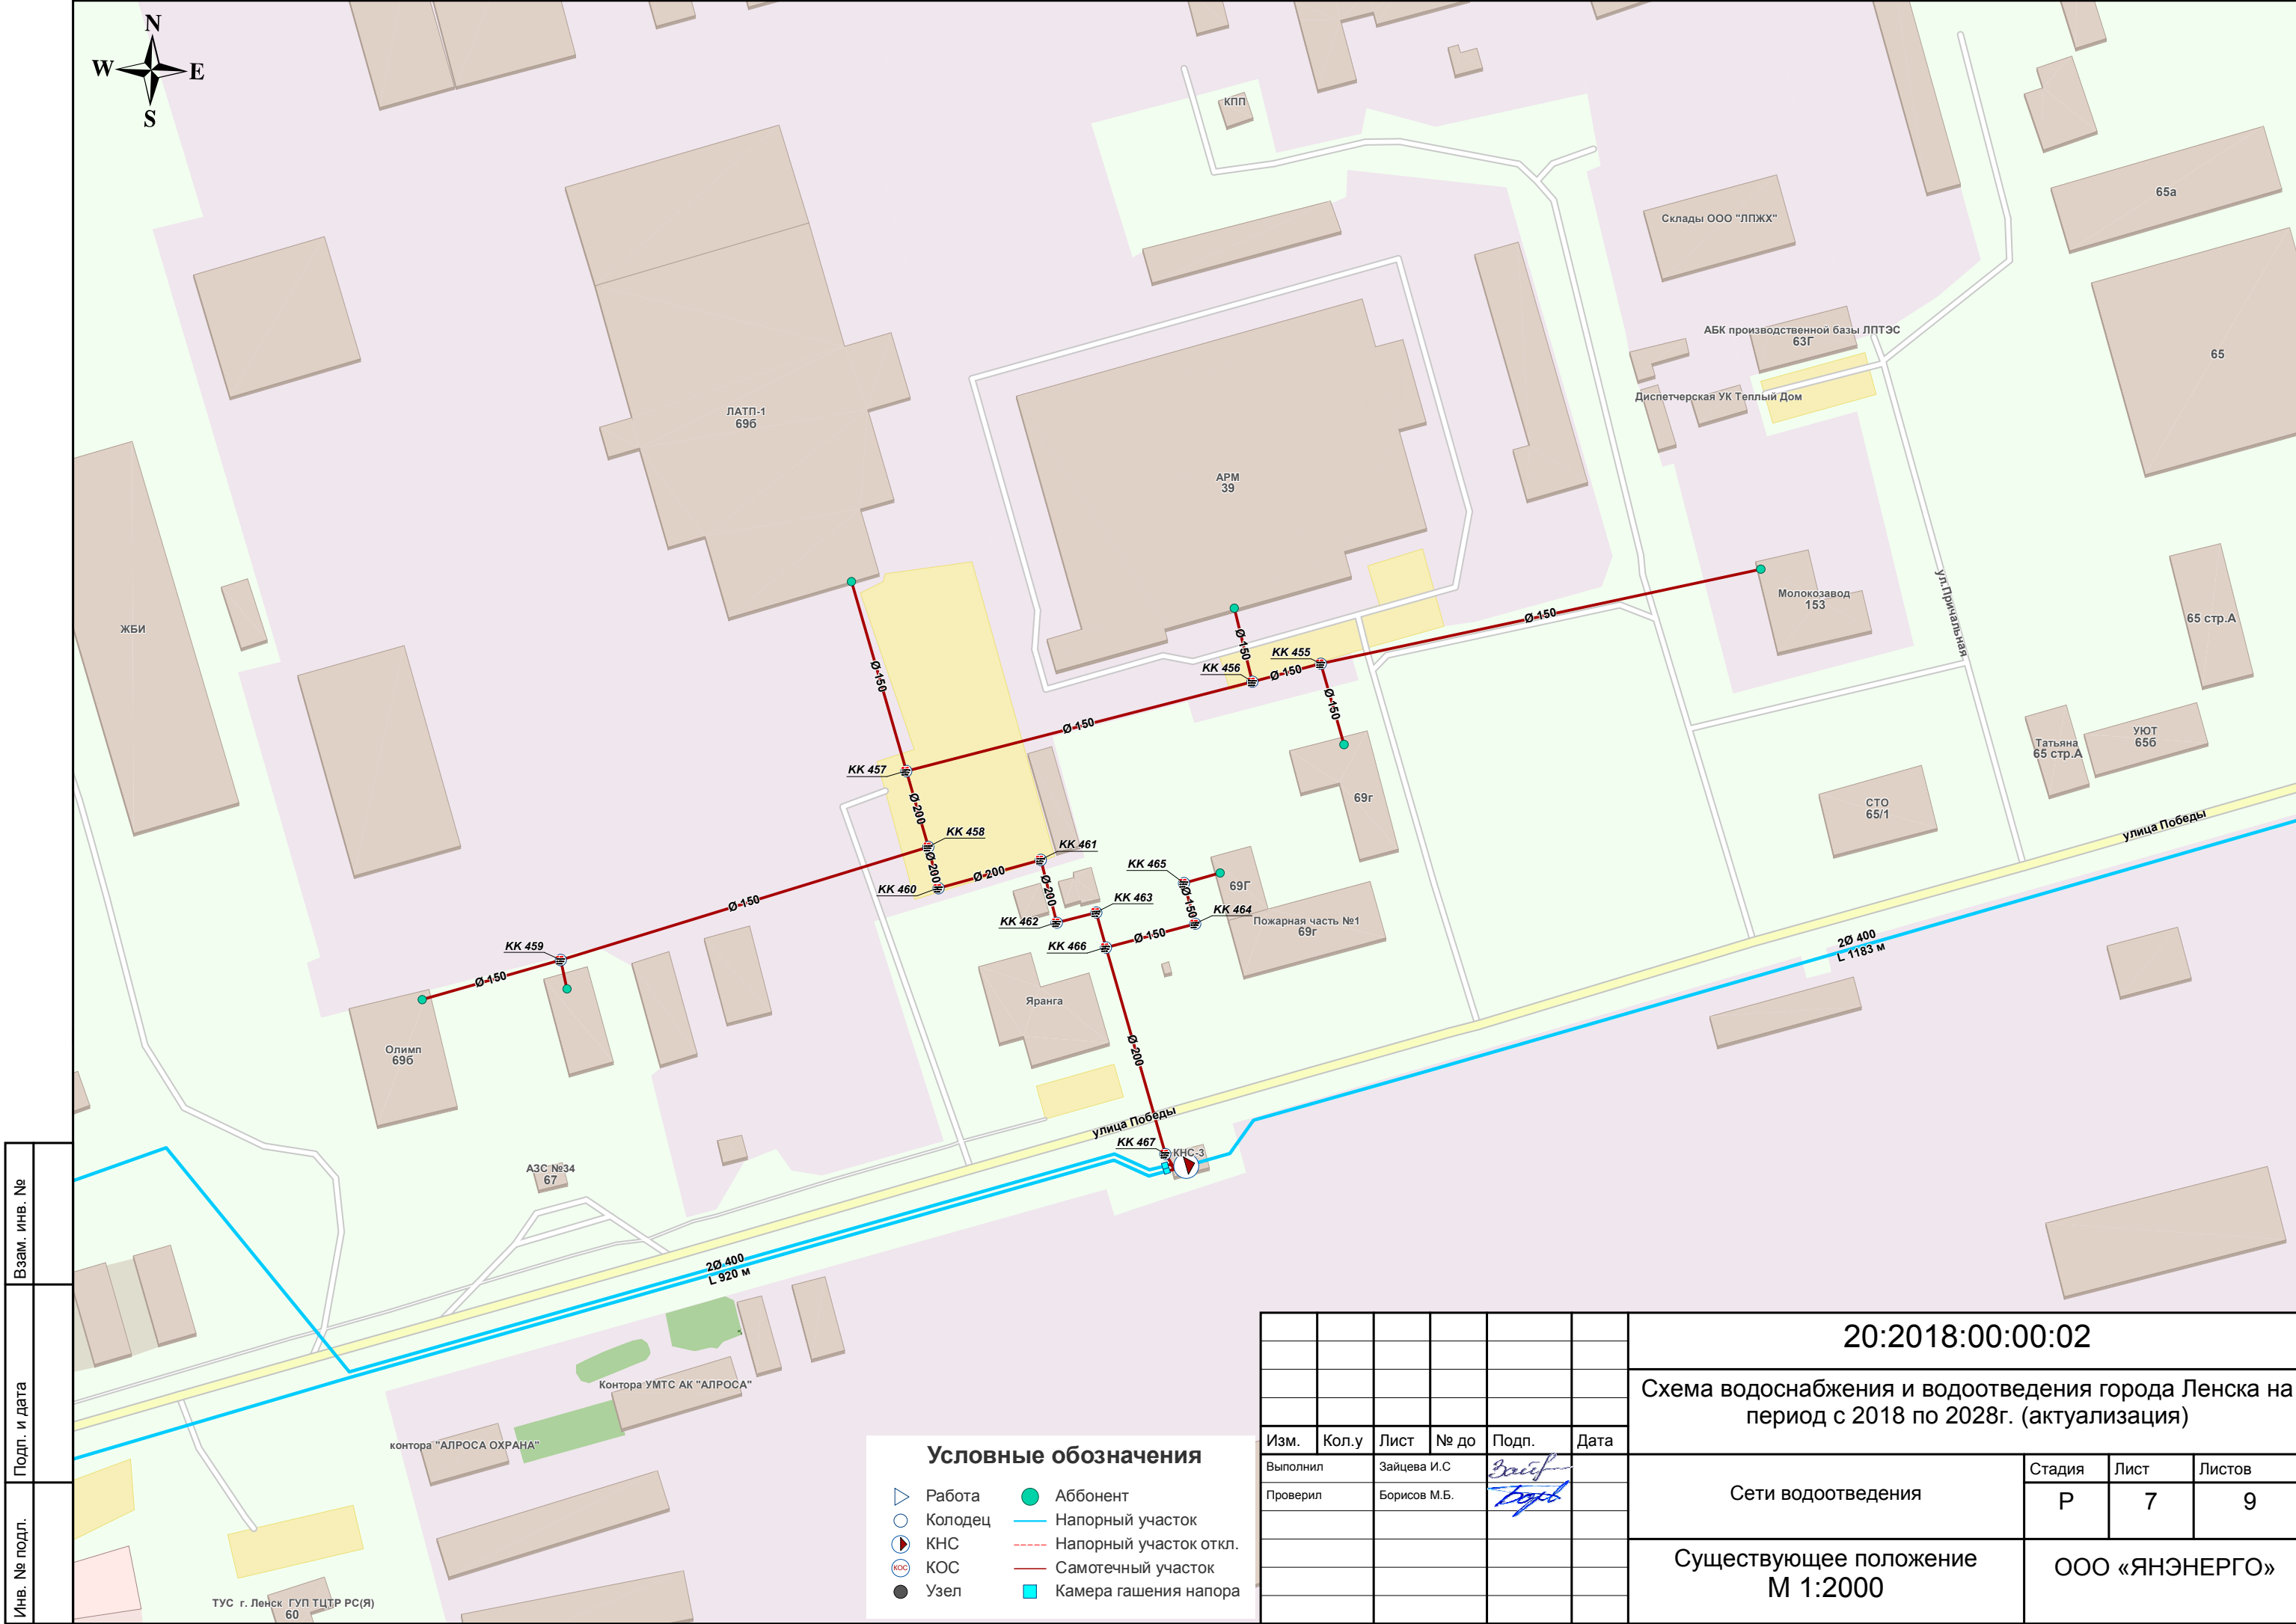 N
W E
S
КПП
65а
Склады ООО "ЛПЖХ"
АБК производственной базы ЛПТЭС
63Г
65
Диспетчерская УК Теплый Дом
ЛАТП-1
69б
АРМ
39
Молокозавод
153
ул.Причальная
65 стр.А
ЖБИ
Ø 150
Ø 150
Ø 150
КК 455
КК 456
Ø 150
Ø 150
Ø 150
КК 457
Татьяна
65 стр.А
УЮТ
65б
69г
СТО
65/1
улица Победы
Ø 200
КК 458
КК 461
Ø 200
Ø 200
КК 460
Ø 200
КК 465
69Г
Ø 150
КК 463
КК 464
КК 462
Пожарная часть №1
69г
Ø 150
КК 466
Ø 150
КК 459
Ø 150
2Ø 400
L 1183 м
Яранга
Олимп
69б
Ø 200
улица Победы
КК 467
КНС-3
АЗС №34
67
2Ø 400
L 920 м
Контора УМТС АК "АЛРОСА"
контора "АЛРОСА ОХРАНА"
ТУС г. Ленск ГУП ТЦТР РС(Я)
60
Взам. инв. №
Подп. и дата
Инв. № подл.
Условные обозначения
Работа
Колодец
КНС
КОС
КОС
Узел
Аббонент
Напорный участок
Напорный участок откл.
Самотечный участок
Камера гашения напора
20:2018:00:00:02
Схема водоснабжения и водоотведения города Ленска на
период с 2018 по 2028г. (актуализация)
Изм. Кол.у Лист № до Подп. Дата
Выполнил Зайцева И.С
Проверил Борисов М.Б.
Сети водоотведения
Стадия Лист Листов
Р 7 9
Существующее положение
М 1:2000
ООО «ЯНЭНЕРГО»